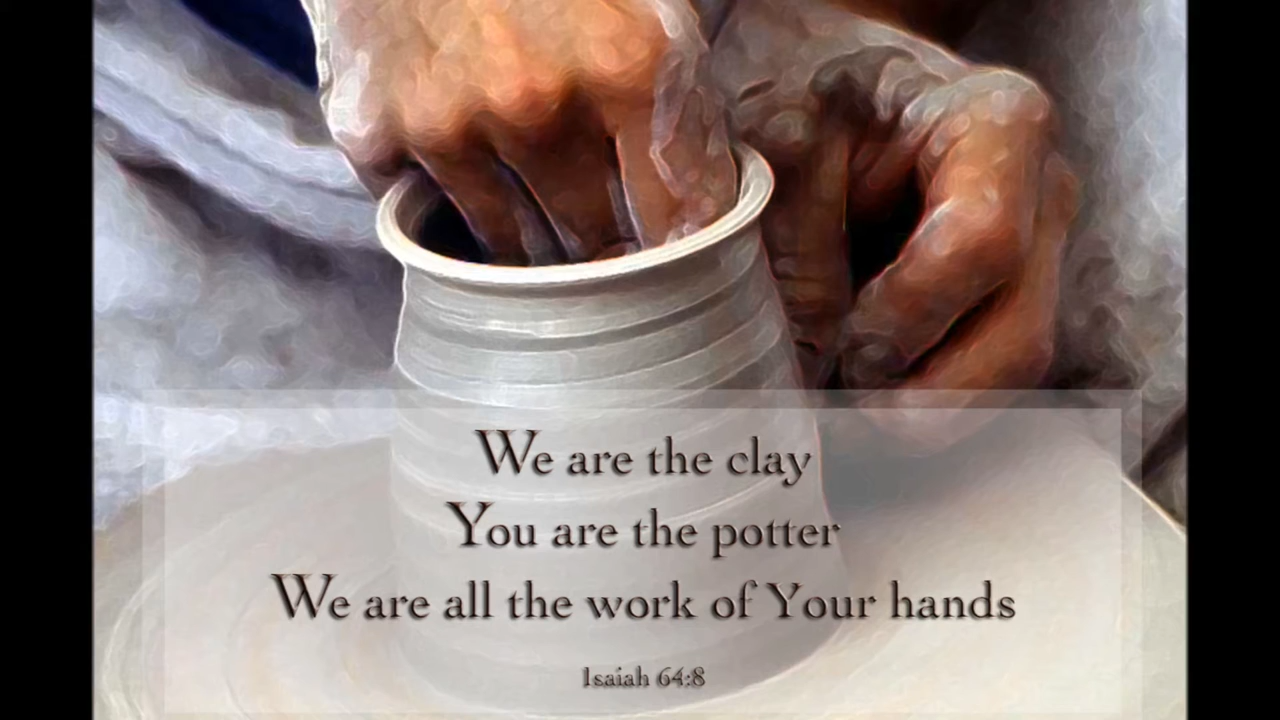 We are the clay
You are the potter
We are all the work of Your hands
Isaiah 64:8